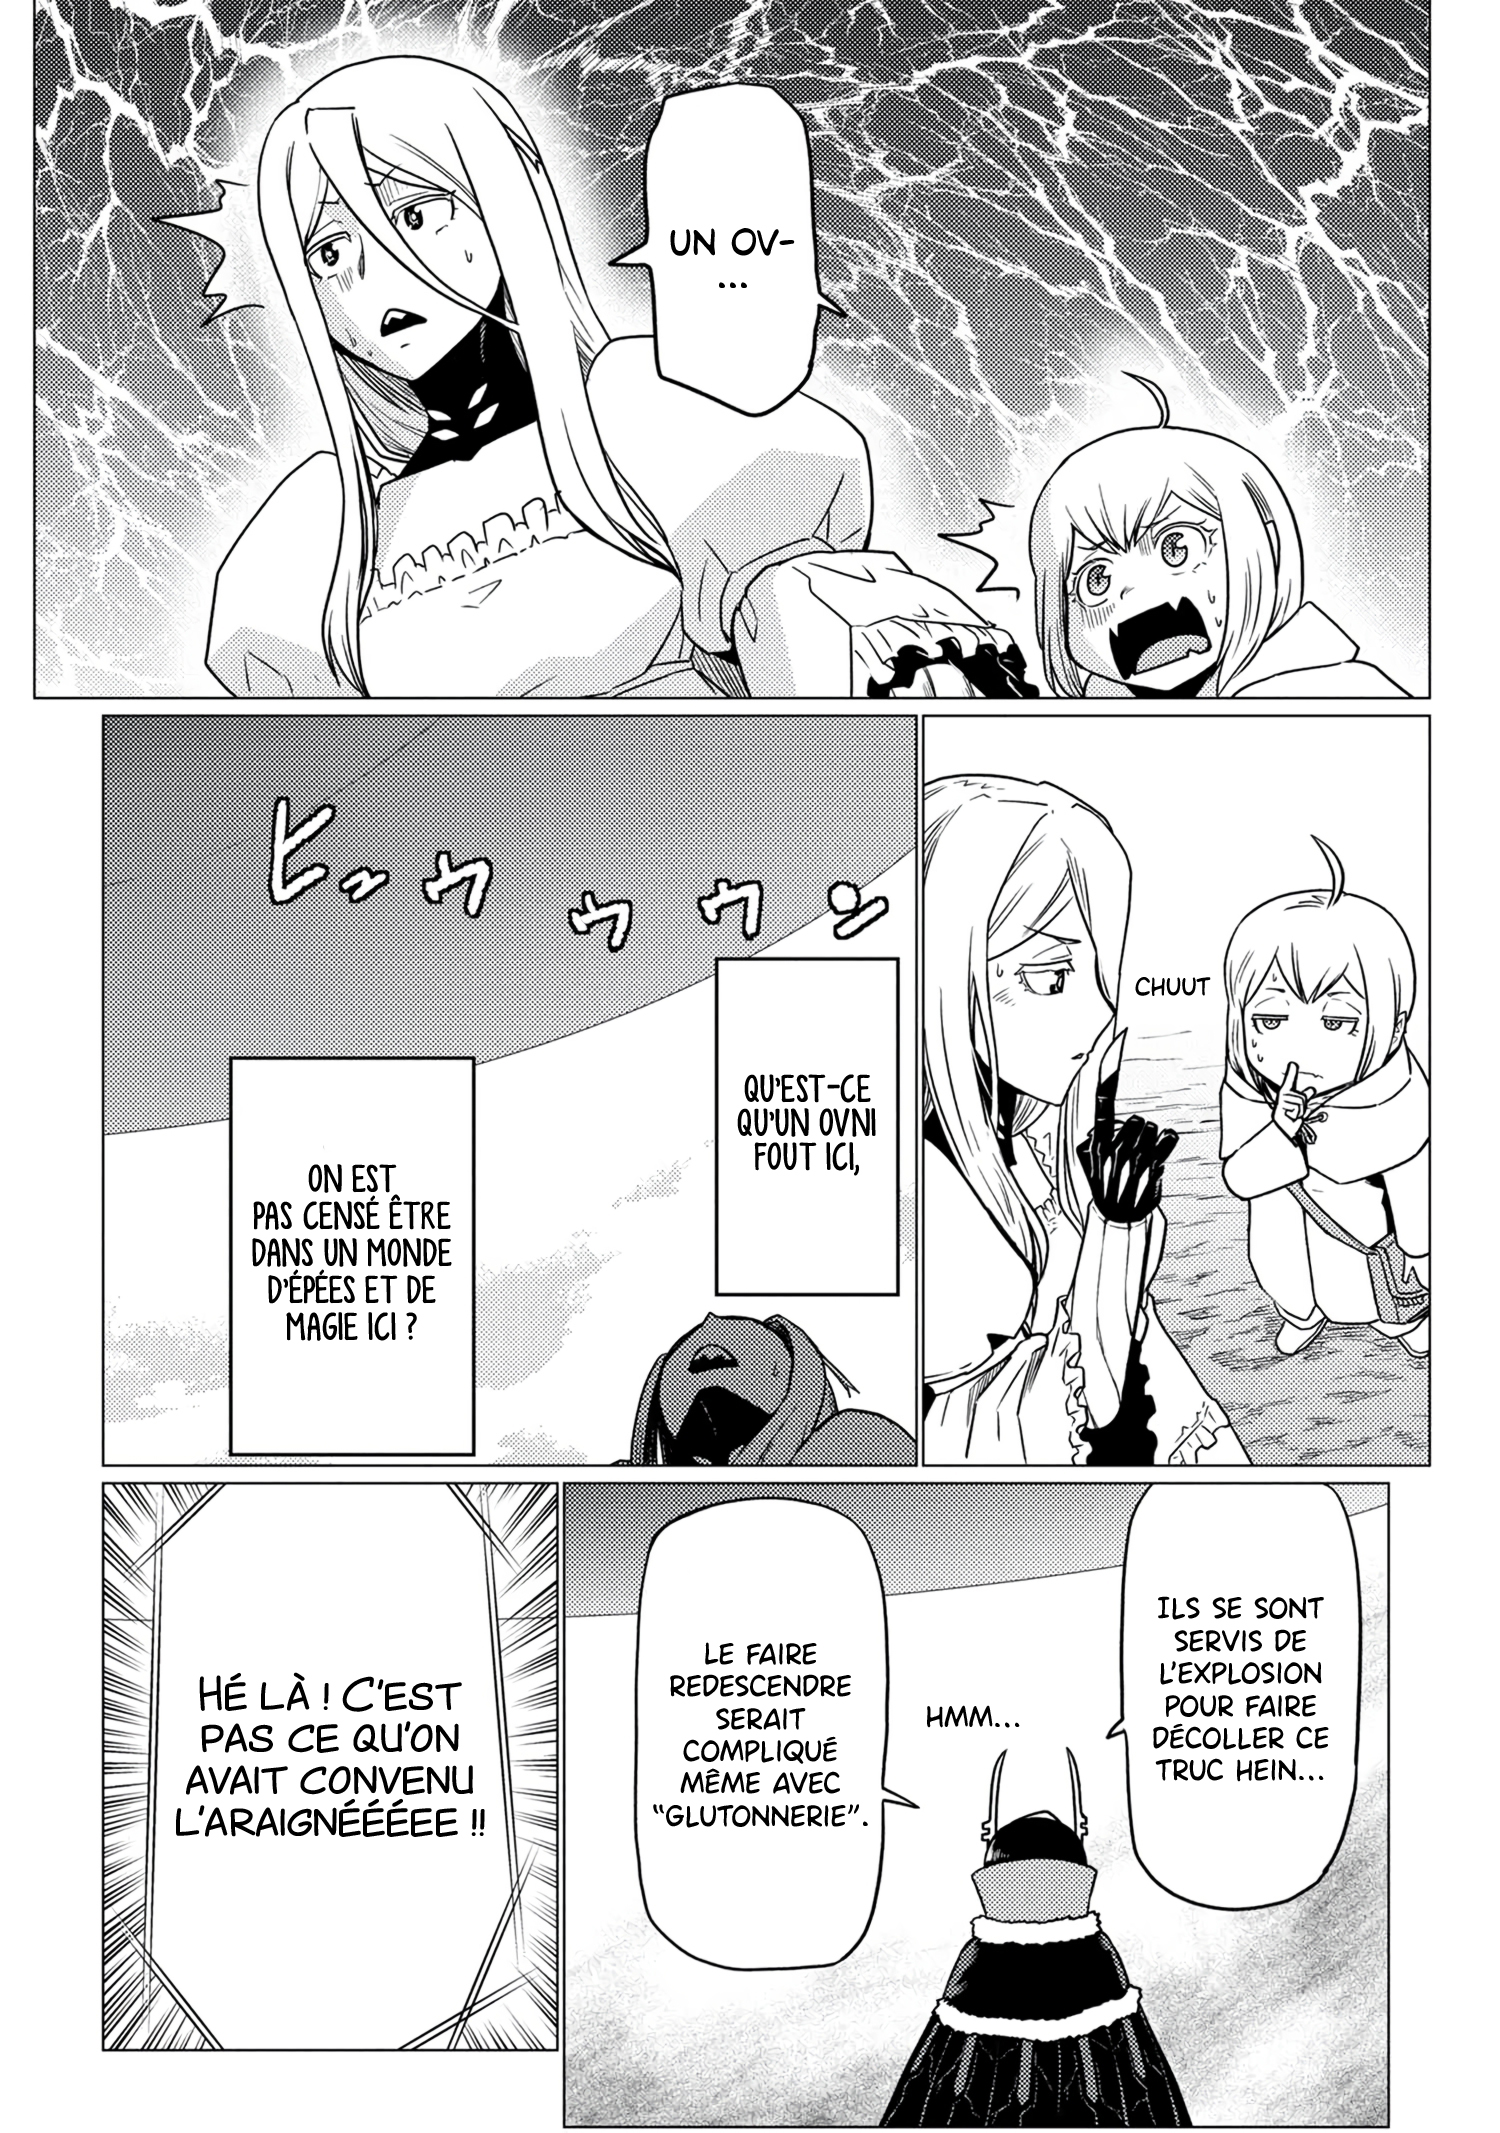 UN OV-
...
CHUUT
ヒュゥゥゥゥン
QU'EST-CE
QU'UN OVNI
FOUT ICI,
ON EST
PAS CENSÉ ÊTRE
DANS UN MONDE
D'ÉPÉES ET DE
MAGIE ICI ?
ILS SE SONT
SERVIS DE
L'EXPLOSION
POUR FAIRE
DÉCOLLER CE
TRUC HEIN...
HMM...
LE FAIRE
REDESCENDRE
SERAIT
COMPLIQUÉ
MÊME AVEC
“GLUTONNERIE”.
HÉ LÀ ! C'EST
PAS CE QU'ON
AVAIT CONVENU
L'ARAIGNÉÉÉEE !!